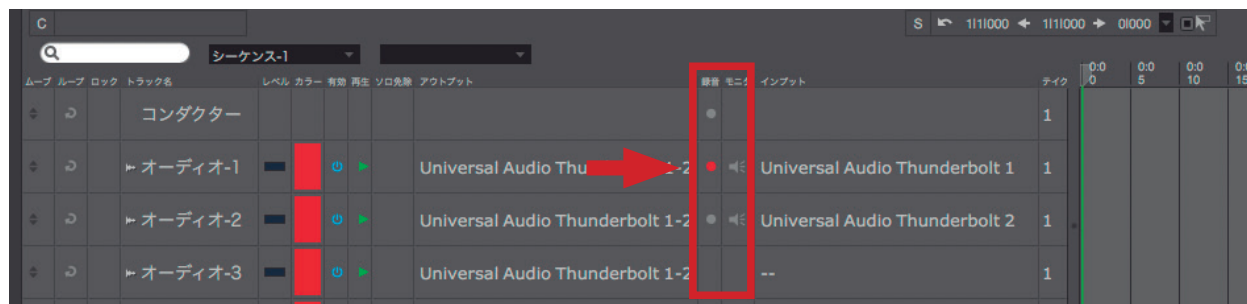 C
S 1|1|000 1|1|000 0|000
シーケンス-1
ムーブ ループ ロック トラック名 レベル カラー 有効 再生 ソロ免除 アウトプット 録音 モニタ インプット テイク 0:0 0:0 0:0 0:0
0 5 10 15
コンダクター 1
オーディオ-1 Universal Audio Thu 1-2 Universal Audio Thunderbolt 1 1
オーディオ-2 Universal Audio Thunderbolt 1-2 Universal Audio Thunderbolt 2 1
オーディオ-3 Universal Audio Thunderbolt 1-2 -- 1